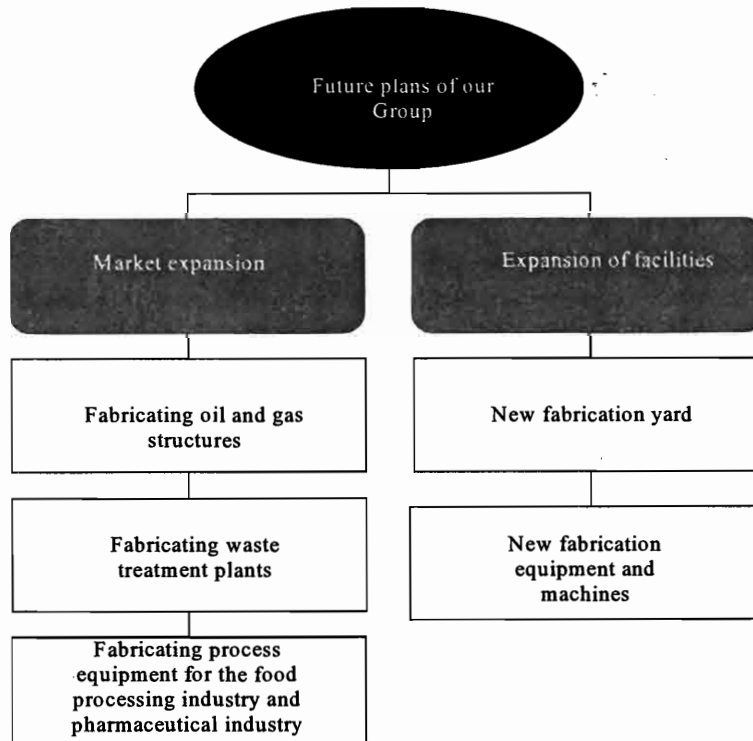 Future plans of our
Group
Market expansion
Expansion of facilities
Fabricating oil and gas
structures
New fabrication yard
Fabricating waste
treatment plants
New fabrication
equipment and
machines
Fabricating process
equipment for the food
processing industry and
pharmaceutical industry